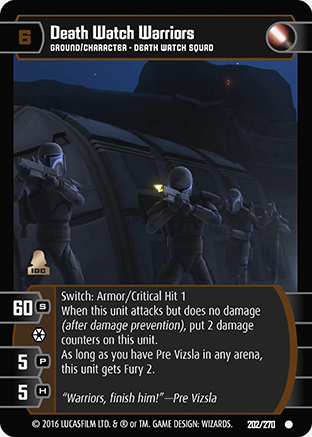 6
Death Watch Warriors
GROUND/CHARACTER - DEATH WATCH SQUAD
IDC
60 S
5 P
5 H
Switch: Armor/Critical Hit 1
When this unit attacks but does no damage
(after damage prevention), put 2 damage
counters on this unit.
As long as you have Pre Vizsla in any arena,
this unit gets Fury 2.
"Warriors, finish him!"—Pre Vizsla
© 2016 LUCASFILM LTD. & ® or TM. GAME DESIGN: WIZARDS. 202/270